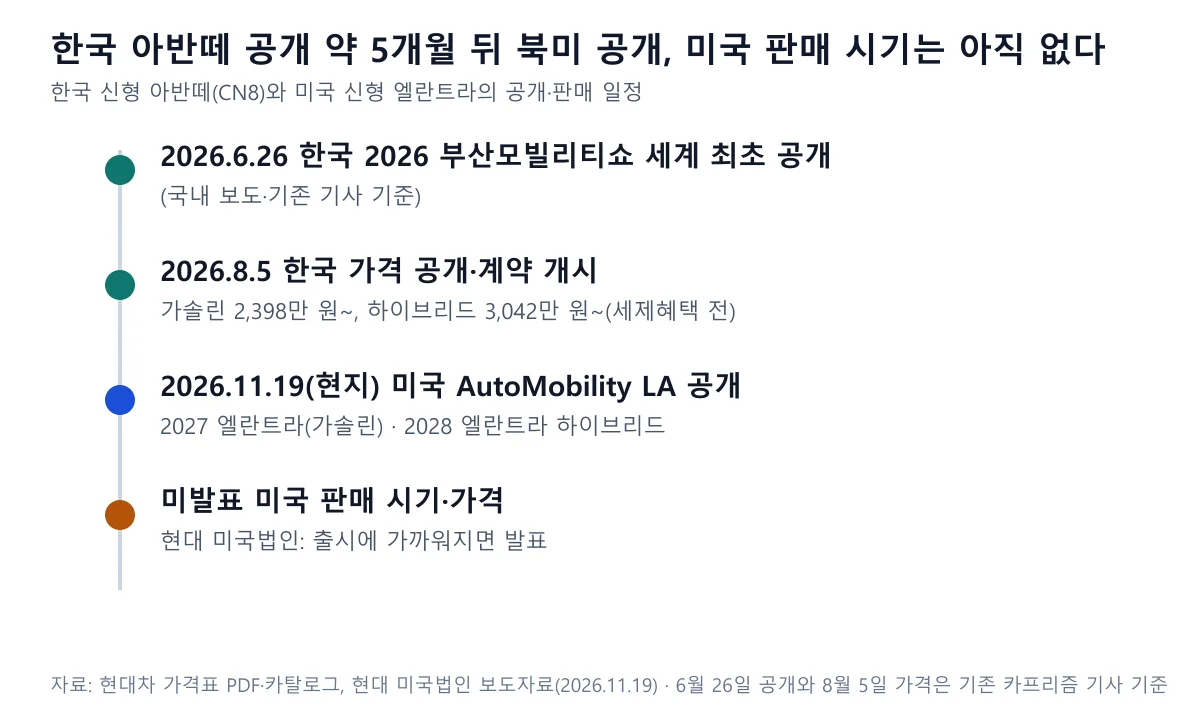 한국 아반떼 공개 약 5개월 뒤 북미 공개, 미국 판매 시기는 아직 없다
한국 신형 아반떼(CN8)와 미국 신형 엘란트라의 공개·판매 일정
2026.6.26 한국 2026 부산모빌리티쇼 세계 최초 공개
(국내 보도·기존 기사 기준)
2026.8.5 한국 가격 공개·계약 개시
가솔린 2,398만 원~, 하이브리드 3,042만 원~(세제혜택 전)
2026.11.19(현지) 미국 AutoMobility LA 공개
2027 엘란트라(가솔린) · 2028 엘란트라 하이브리드
미발표 미국 판매 시기·가격
현대 미국법인: 출시에 가까워지면 발표
자료: 현대차 가격표 PDF·카탈로그, 현대 미국법인 보도자료(2026.11.19) · 6월 26일 공개와 8월 5일 가격은 기존 카프리즘 기사 기준